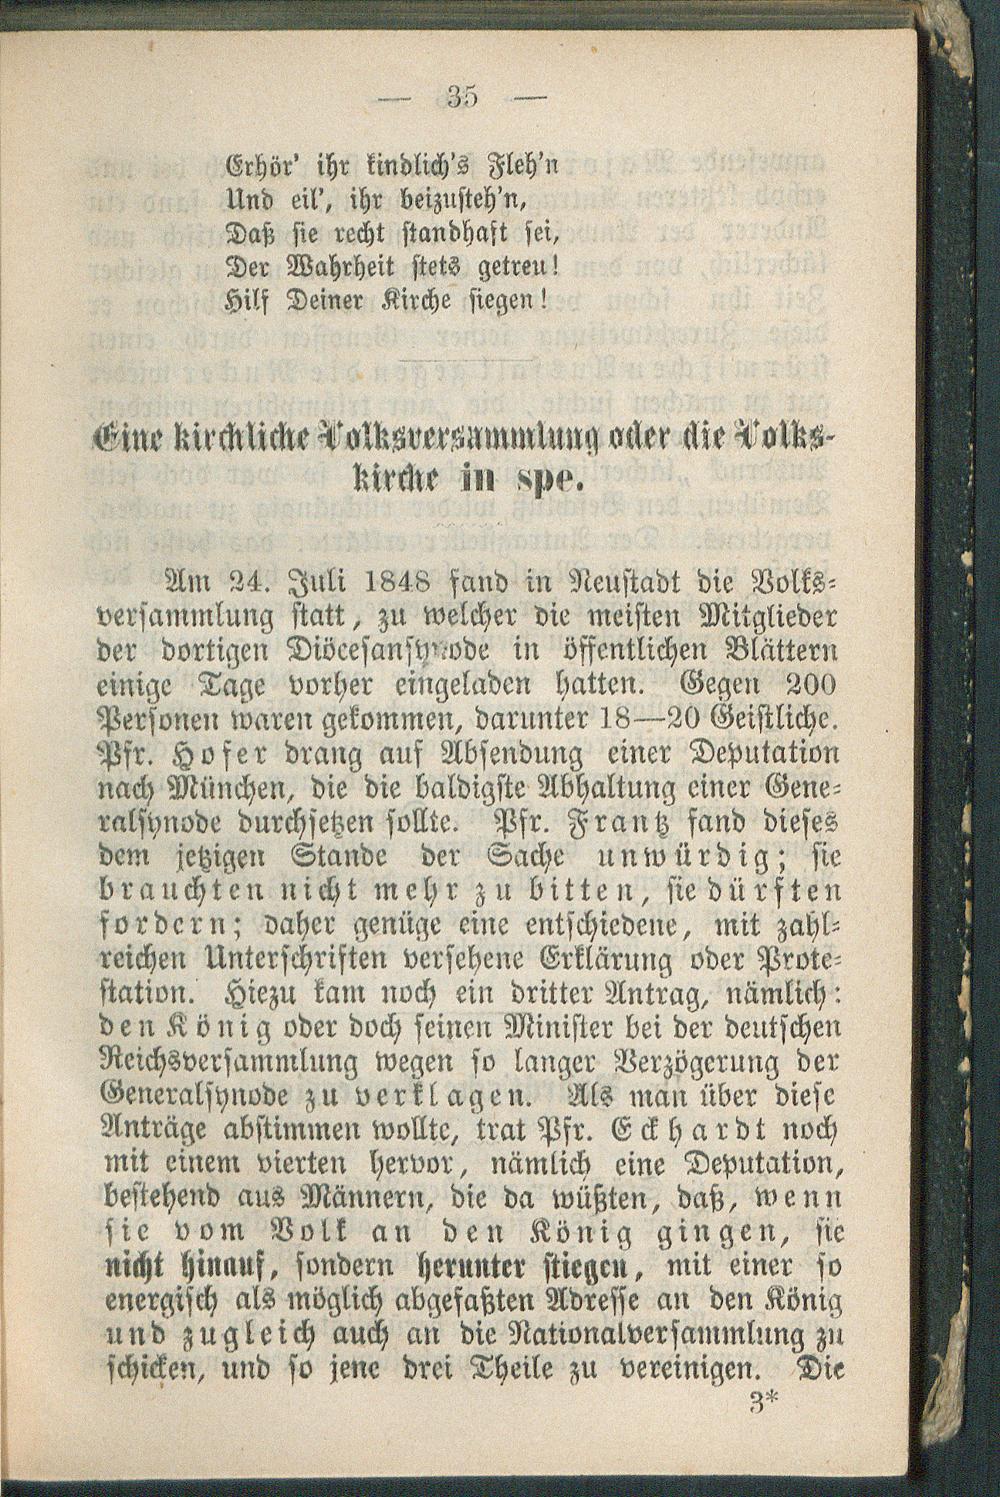 — 35 —
Erhör' ihr kindlich's Fleh'n
Und eil', ihr beizusteh'n,
Daß sie recht standhaft sei,
Der Wahrheit stets getreu!
Hilf Deiner Kirche siegen!
Eine kirchliche Volksversammlung oder die Volks-
kirche in spe.
Am 24. Juli 1848 fand in Neustadt die Volks-
versammlung statt, zu welcher die meisten Mitglieder
der dortigen Diöcesansynode in öffentlichen Blättern
einige Tage vorher eingeladen hatten. Gegen 200
Personen waren gekommen, darunter 18—20 Geistliche.
Pfr. Hofer drang auf Absendung einer Deputation
nach München, die die baldigste Abhaltung einer Gene-
ralsynode durchsetzen sollte. Pfr. Frantz fand dieses
dem jetzigen Stande der Sache unwürdig; sie
brauchten nicht mehr zu bitten, sie dürften
fordern; daher genüge eine entschiedene, mit zahl-
reichen Unterschriften versehene Erklärung oder Prote-
station. Hiezu kam noch ein dritter Antrag, nämlich:
den König oder doch seinen Minister bei der deutschen
Reichsversammlung wegen so langer Verzögerung der
Generalsynode zu verklagen. Als man über diese
Anträge abstimmen wollte, trat Pfr. Eckhardt noch
mit einem vierten hervor, nämlich eine Deputation,
bestehend aus Männern, die da wüßten, daß, wenn
sie vom Volk an den König gingen, sie
nicht hinauf, sondern herunter stiegen, mit einer so
energisch als möglich abgefaßten Adresse an den König
und zugleich auch an die Nationalversammlung zu
schicken, und so jene drei Theile zu vereinigen. Die
3*